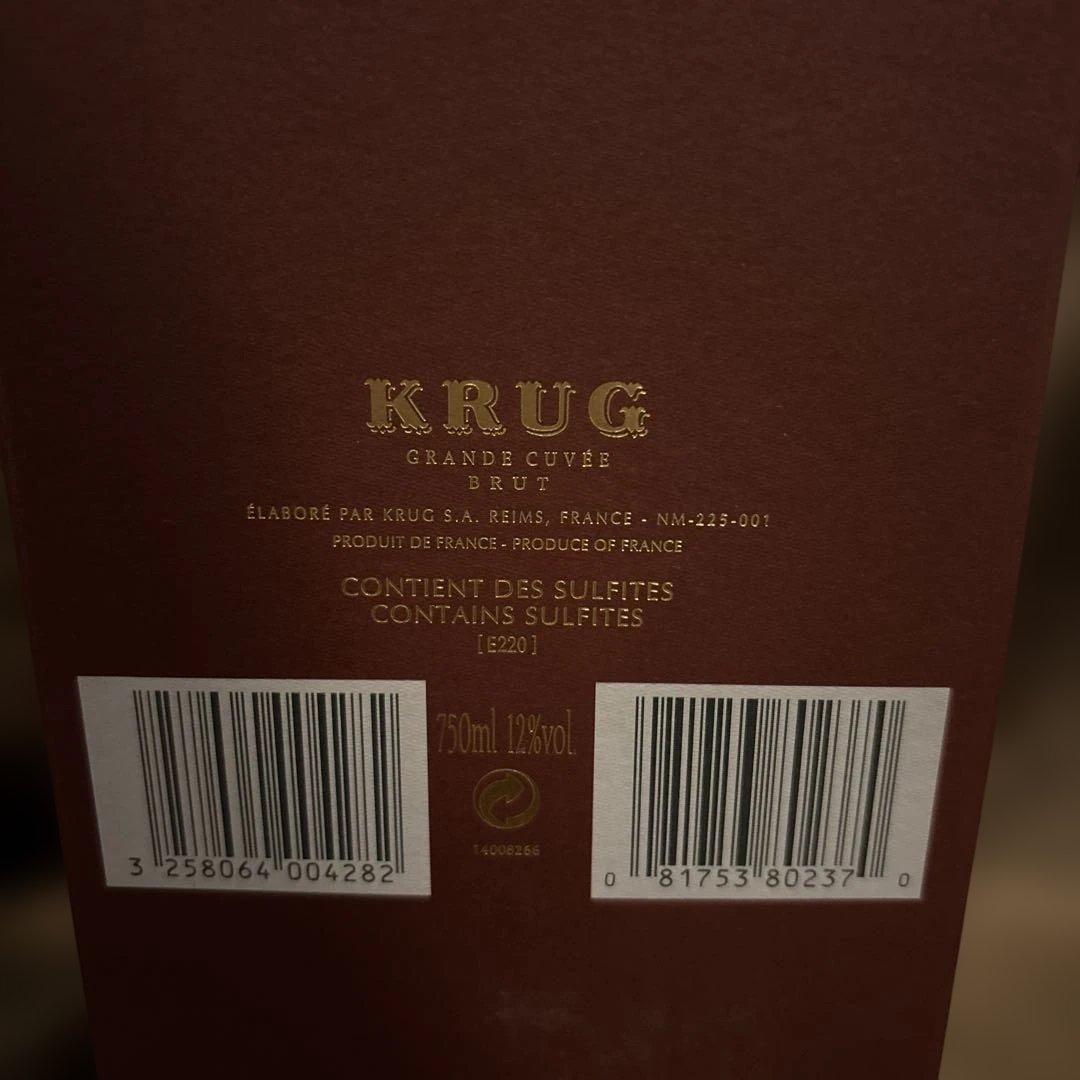 KRUG
GRANDE CUVÉE
BRUT
ÉLABORÉ PAR KRUG S.A. REIMS, FRANCE - NM-225-001
PRODUIT DE FRANCE - PRODUCE OF FRANCE
CONTIENT DES SULFITES
CONTAINS SULFITES
[E220]
750ml 12%vol.
14008266
3 258064 004282
0 81753 80237 0